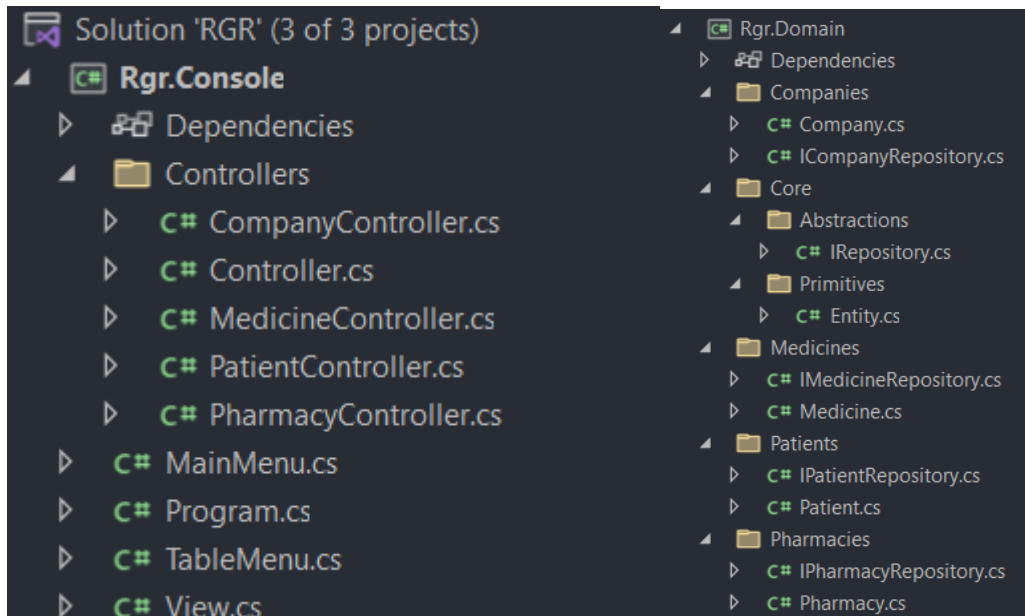 Solution 'RGR' (3 of 3 projects)
C# Rgr.Console
Dependencies
Controllers
C# CompanyController.cs
C# Controller.cs
C# MedicineController.cs
C# PatientController.cs
C# PharmacyController.cs
C# MainMenu.cs
C# Program.cs
C# TableMenu.cs
C# View.cs
C# Rgr.Domain
Dependencies
Companies
C# Company.cs
C# ICompanyRepository.cs
Core
Abstractions
C# IRepository.cs
Primitives
C# Entity.cs
Medicines
C# IMedicineRepository.cs
C# Medicine.cs
Patients
C# IPatientRepository.cs
C# Patient.cs
Pharmacies
C# IPharmacyRepository.cs
C# Pharmacy.cs